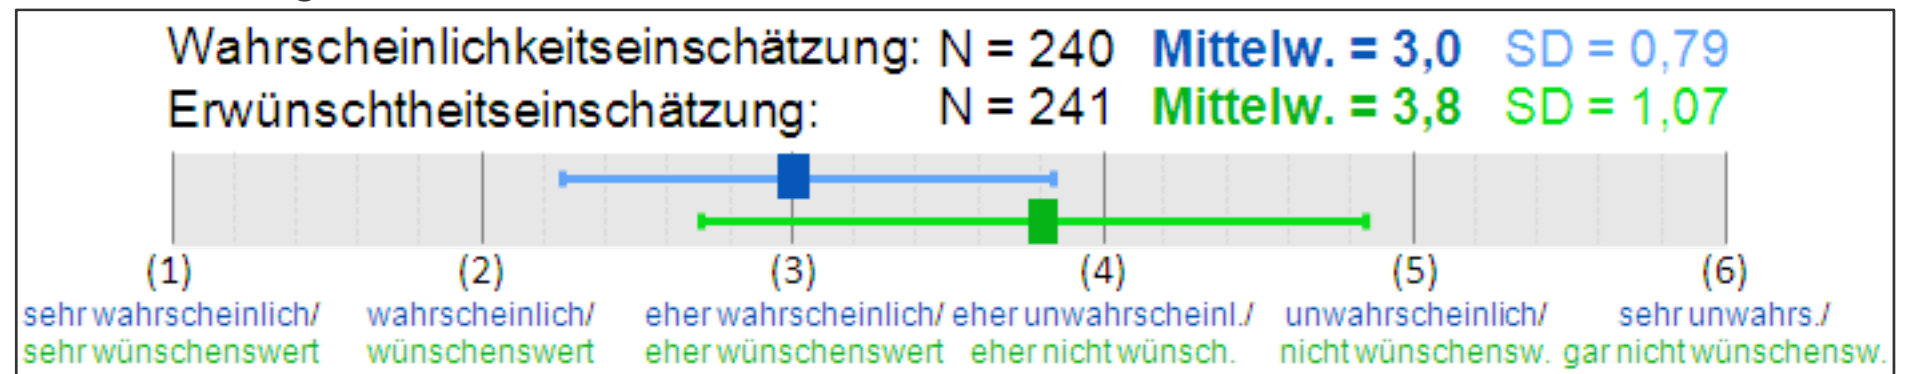 Wahrscheinlichkeitseinschätzung: N = 240 Mittelw. = 3,0 SD = 0,79
Erwünschtheitseinschätzung: N = 241 Mittelw. = 3,8 SD = 1,07
(1) (2) (3) (4) (5) (6)
sehr wahrscheinlich/ wahrscheinlich/ eher wahrscheinlich/ eher unwahrscheinl./ unwahrscheinlich/ sehr unwahrs./
sehr wünschenswert wünschenswert eher wünschenswert eher nicht wünsch. nicht wünschensw. gar nicht wünschensw.